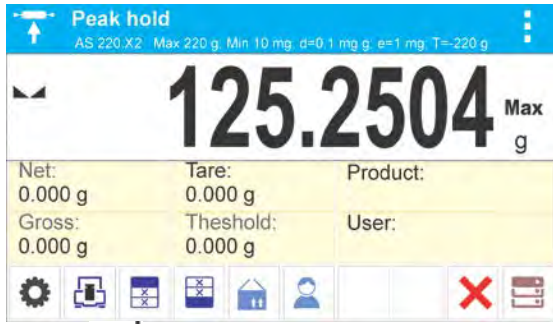 Peak hold
AS 220.X2 Max 220 g: Min 10 mg: d=0.1 mg g: e=1 mg: T=-220 g
125.2504 Max
g
Net: Tare: Product:
0.000 g 0.000 g
Gross: Theshold: User:
0.000 g 0.000 g